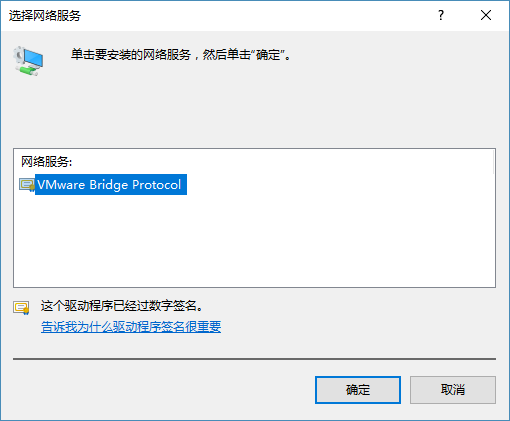 选择网络服务
?
单击要安装的网络服务，然后单击“确定”。
网络服务:
VMware Bridge Protocol
这个驱动程序已经过数字签名。
告诉我为什么驱动程序签名很重要
确定
取消